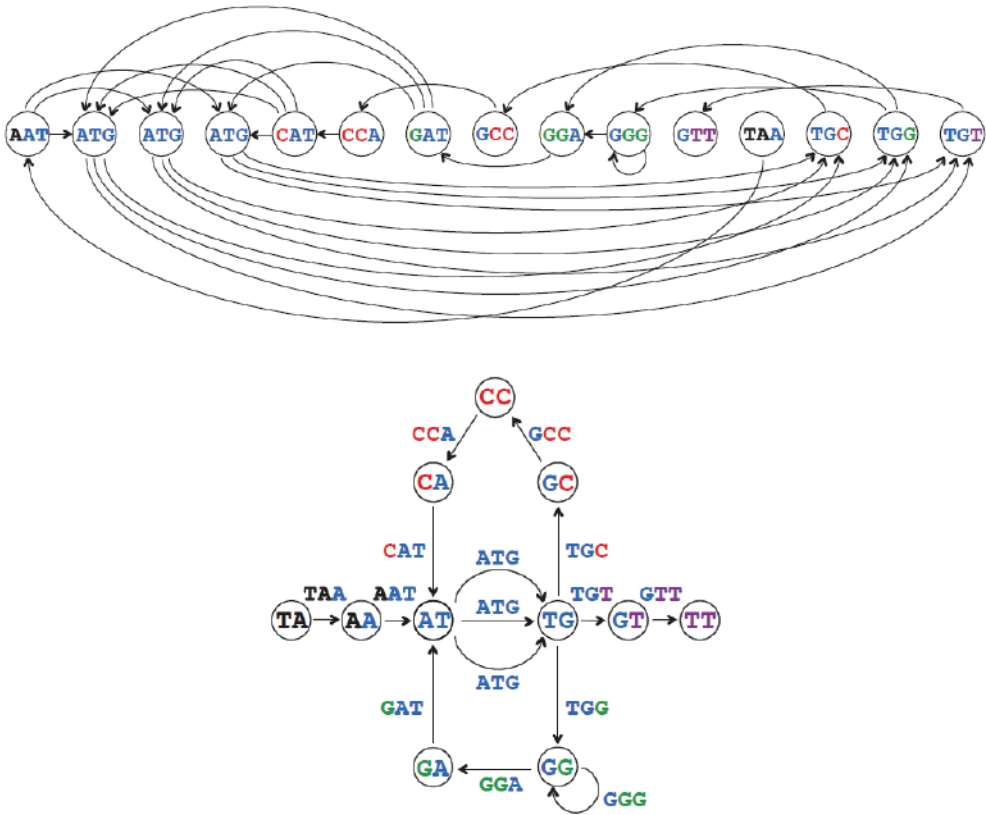 AAT ATG ATG ATG CAT CCA GAT GCC GGA GGG GTT TAA TGC TGG TGT
CC
CCA GCC
CA GC
CAT ATG TGC
TAA AAT ATG TGT GTT
TA AA AT TG GT TT
ATG
GAT TGG
GA GG
GGA GGG